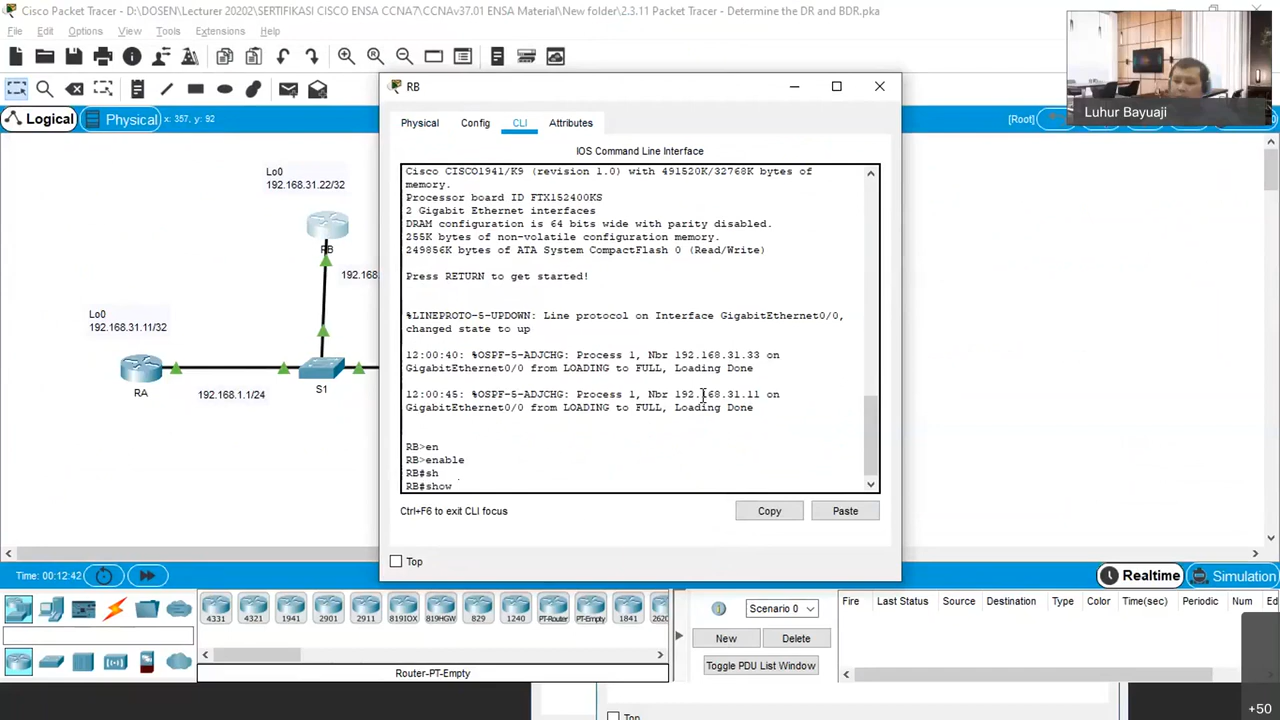 Cisco Packet Tracer - D:\DOSEN\Lecturer 20202\SERTIFIKASI CISCO ENSA CCNA7\CCNAv37.01 ENSA Material\New folder\2.3.11 Packet Tracer - Determine the DR and BDR.pka
File Edit Options View Tools Extensions Help
Luhur Bayuaji
Logical Physical x: 357, y: 92 [Root]
RB
Physical Config CLI Attributes
IOS Command Line Interface
Cisco CISCO1941/K9 (revision 1.0) with 491520K/32768K bytes of
memory.
Processor board ID FTX152400KS
2 Gigabit Ethernet interfaces
DRAM configuration is 64 bits wide with parity disabled.
255K bytes of non-volatile configuration memory.
249856K bytes of ATA System CompactFlash 0 (Read/Write)
Press RETURN to get started!
%LINEPROTO-5-UPDOWN: Line protocol on Interface GigabitEthernet0/0,
changed state to up
12:00:40: %OSPF-5-ADJCHG: Process 1, Nbr 192.168.31.33 on
GigabitEthernet0/0 from LOADING to FULL, Loading Done
12:00:45: %OSPF-5-ADJCHG: Process 1, Nbr 192.168.31.11 on
GigabitEthernet0/0 from LOADING to FULL, Loading Done
RB>en
RB>enable
RB#sh
RB#show
Ctrl+F6 to exit CLI focus
Copy Paste
Top
Lo0
192.168.31.22/32
RB
192.168.
Lo0
192.168.31.11/32
RA
192.168.1.1/24
S1
Time: 00:12:42 Realtime Simulation
4331 4321 1941 2901 2911 819IOX 819HGW 829 1240 PT-Router PT-Empty 1841 2620
Router-PT-Empty
Scenario 0
New Delete
Toggle PDU List Window
Fire Last Status Source Destination Type Color Time(sec) Periodic Num Ed
Top
+50